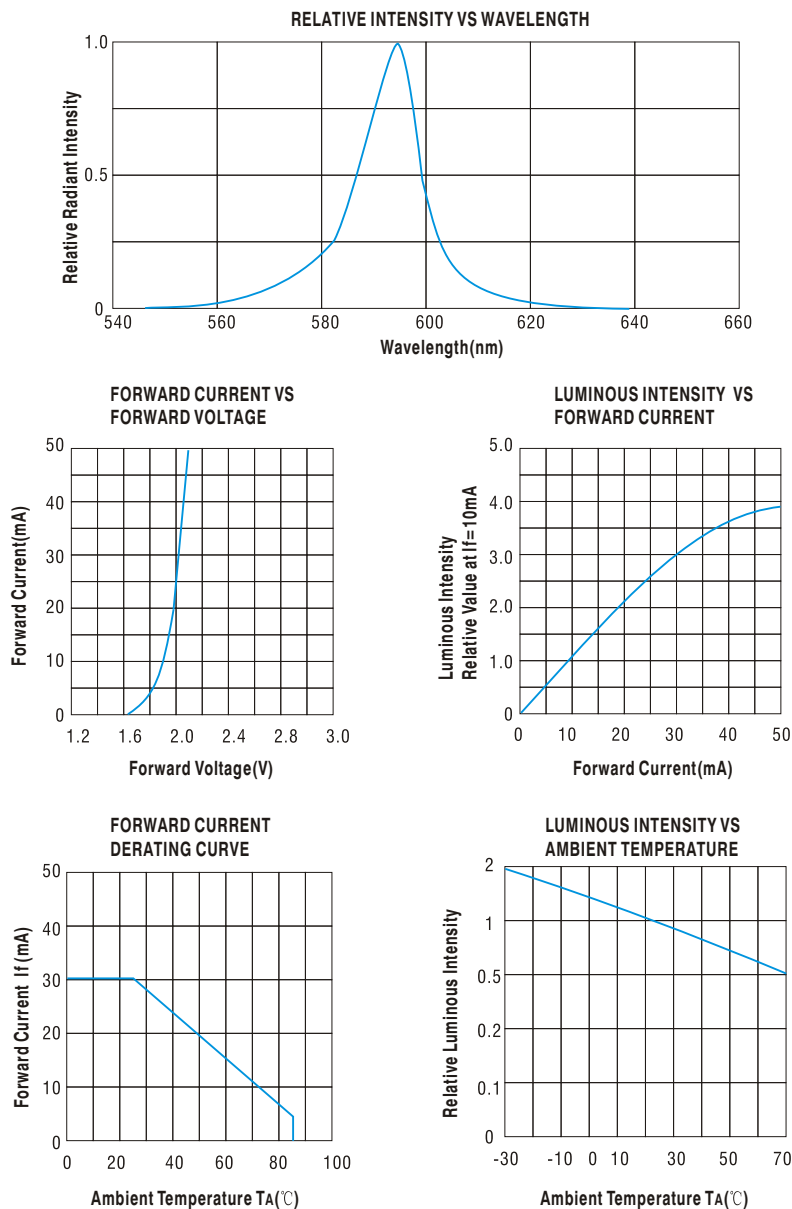 RELATIVE INTENSITY VS WAVELENGTH
1.0
0.5
0
Relative Radiant Intensity
540 560 580 600 620 640 660
Wavelength(nm)
FORWARD CURRENT VS
FORWARD VOLTAGE
50
40
30
20
10
0
Forward Current(mA)
1.2 1.6 2.0 2.4 2.8 3.0
Forward Voltage(V)
LUMINOUS INTENSITY VS
FORWARD CURRENT
5.0
4.0
3.0
2.0
1.0
0
Luminous Intensity
Relative Value at If=10mA
0 10 20 30 40 50
Forward Current(mA)
FORWARD CURRENT
DERATING CURVE
50
40
30
20
10
0
Forward Current If (mA)
0 20 40 60 80 100
Ambient Temperature TA(℃)
LUMINOUS INTENSITY VS
AMBIENT TEMPERATURE
2
1
0.5
0.2
0.1
0
Relative Luminous Intensity
-30 -10 0 10 30 50 70
Ambient Temperature TA(℃)